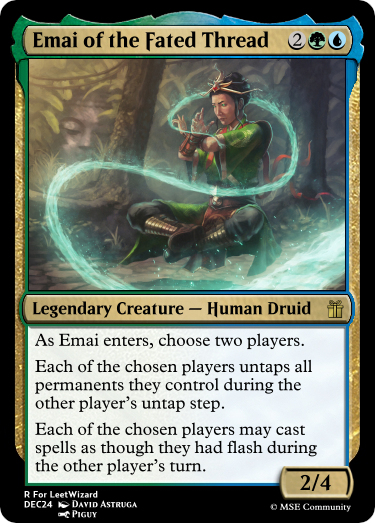 Emai of the Fated Thread 2
Legendary Creature — Human Druid
As Emai enters, choose two players.
Each of the chosen players untaps all
permanents they control during the
other player's untap step.
Each of the chosen players may cast
spells as though they had flash during
the other player's turn.
2/4
R For LeetWizard
DEC24 David Astruga
Piguy
© MSE Community